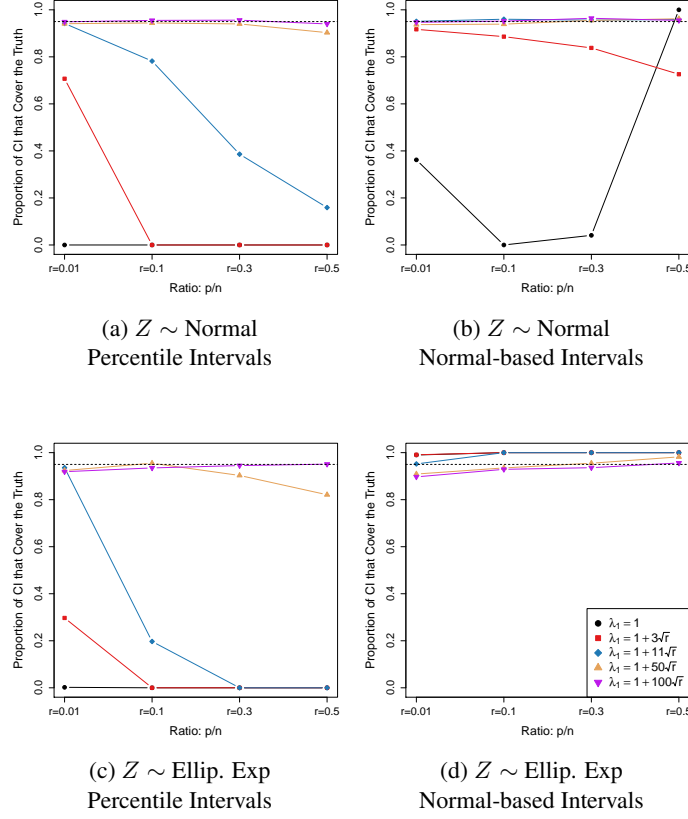 Proportion of CI that Cover the Truth
1.0
0.8
0.6
0.4
0.2
0.0
r=0.01
r=0.1
r=0.3
r=0.5
Ratio: p/n
(a) Z ∼ Normal
Percentile Intervals
Proportion of CI that Cover the Truth
1.0
0.8
0.6
0.4
0.2
0.0
r=0.01
r=0.1
r=0.3
r=0.5
Ratio: p/n
(b) Z ∼ Normal
Normal-based Intervals
Proportion of CI that Cover the Truth
1.0
0.8
0.6
0.4
0.2
0.0
r=0.01
r=0.1
r=0.3
r=0.5
Ratio: p/n
(c) Z ∼ Ellip. Exp
Percentile Intervals
Proportion of CI that Cover the Truth
1.0
0.8
0.6
0.4
0.2
0.0
λ₁ = 1
λ₁ = 1 + 3√r
λ₁ = 1 + 11√r
λ₁ = 1 + 50√r
λ₁ = 1 + 100√r
r=0.01
r=0.1
r=0.3
r=0.5
Ratio: p/n
(d) Z ∼ Ellip. Exp
Normal-based Intervals